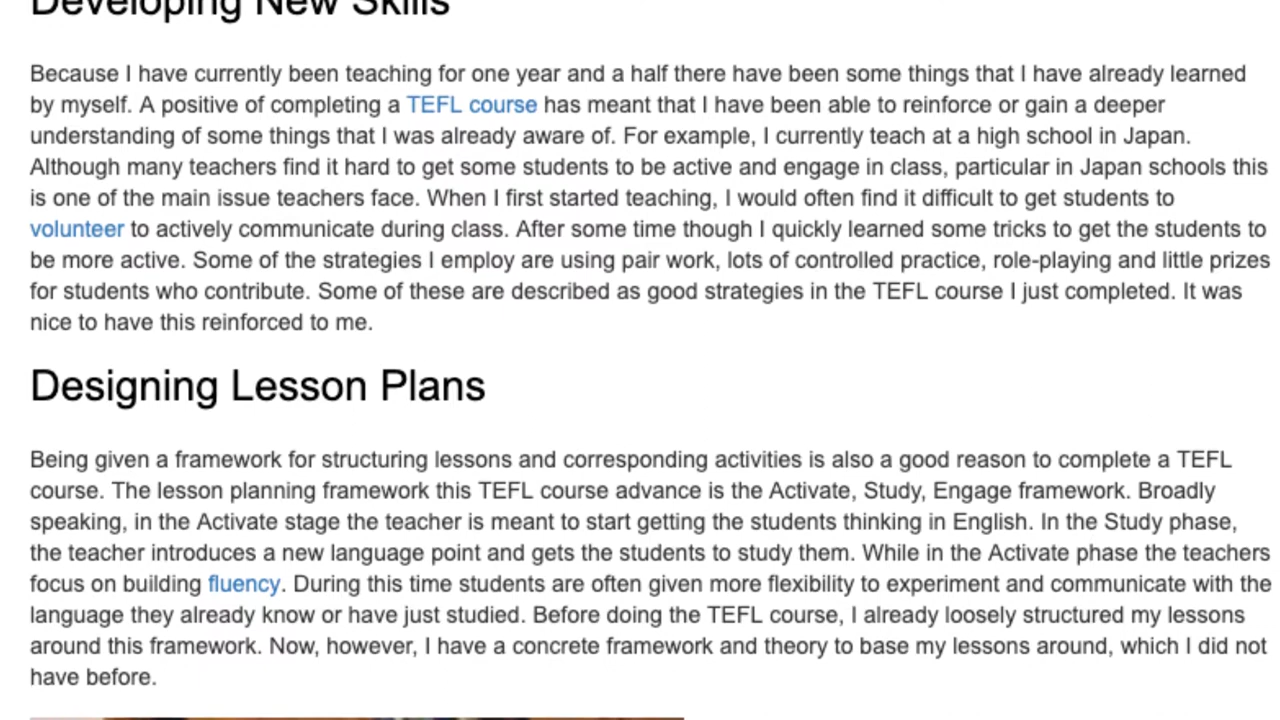 Developing New Skills
Because I have currently been teaching for one year and a half there have been some things that I have already learned
by myself. A positive of completing a TEFL course has meant that I have been able to reinforce or gain a deeper
understanding of some things that I was already aware of. For example, I currently teach at a high school in Japan.
Although many teachers find it hard to get some students to be active and engage in class, particular in Japan schools this
is one of the main issue teachers face. When I first started teaching, I would often find it difficult to get students to
volunteer to actively communicate during class. After some time though I quickly learned some tricks to get the students to
be more active. Some of the strategies I employ are using pair work, lots of controlled practice, role-playing and little prizes
for students who contribute. Some of these are described as good strategies in the TEFL course I just completed. It was
nice to have this reinforced to me.
Designing Lesson Plans
Being given a framework for structuring lessons and corresponding activities is also a good reason to complete a TEFL
course. The lesson planning framework this TEFL course advance is the Activate, Study, Engage framework. Broadly
speaking, in the Activate stage the teacher is meant to start getting the students thinking in English. In the Study phase,
the teacher introduces a new language point and gets the students to study them. While in the Activate phase the teachers
focus on building fluency. During this time students are often given more flexibility to experiment and communicate with the
language they already know or have just studied. Before doing the TEFL course, I already loosely structured my lessons
around this framework. Now, however, I have a concrete framework and theory to base my lessons around, which I did not
have before.